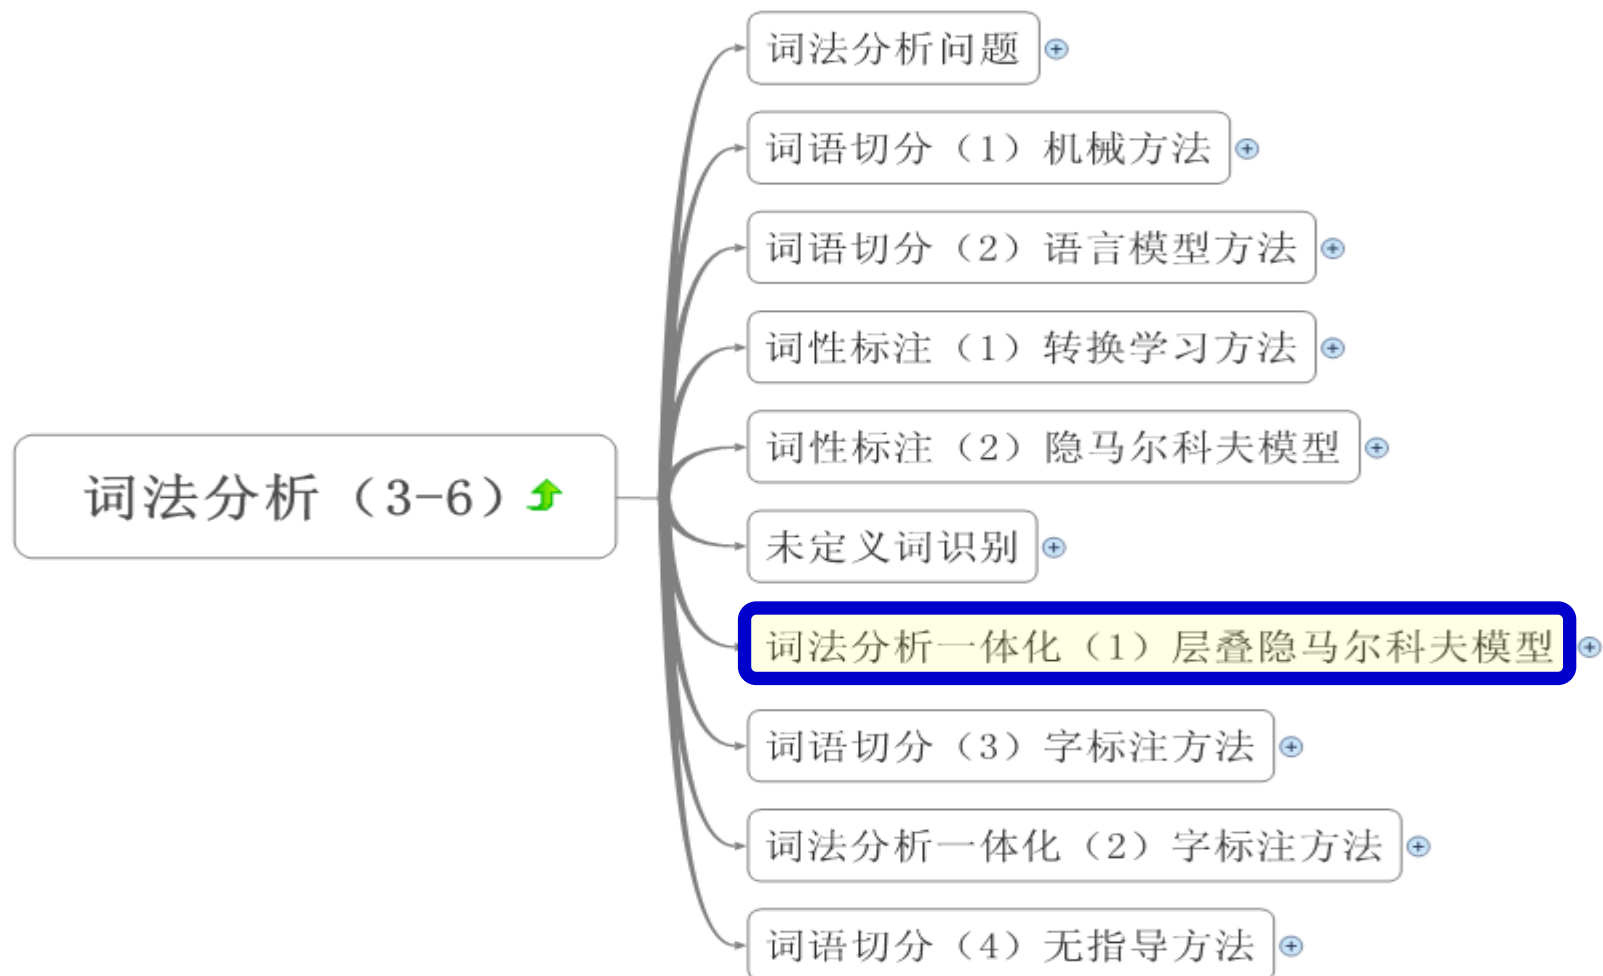 词法分析（3-6）
词法分析问题
词语切分（1）机械方法
词语切分（2）语言模型方法
词性标注（1）转换学习方法
词性标注（2）隐马尔科夫模型
未定义词识别
词法分析一体化（1）层叠隐马尔科夫模型
词语切分（3）字标注方法
词法分析一体化（2）字标注方法
词语切分（4）无指导方法